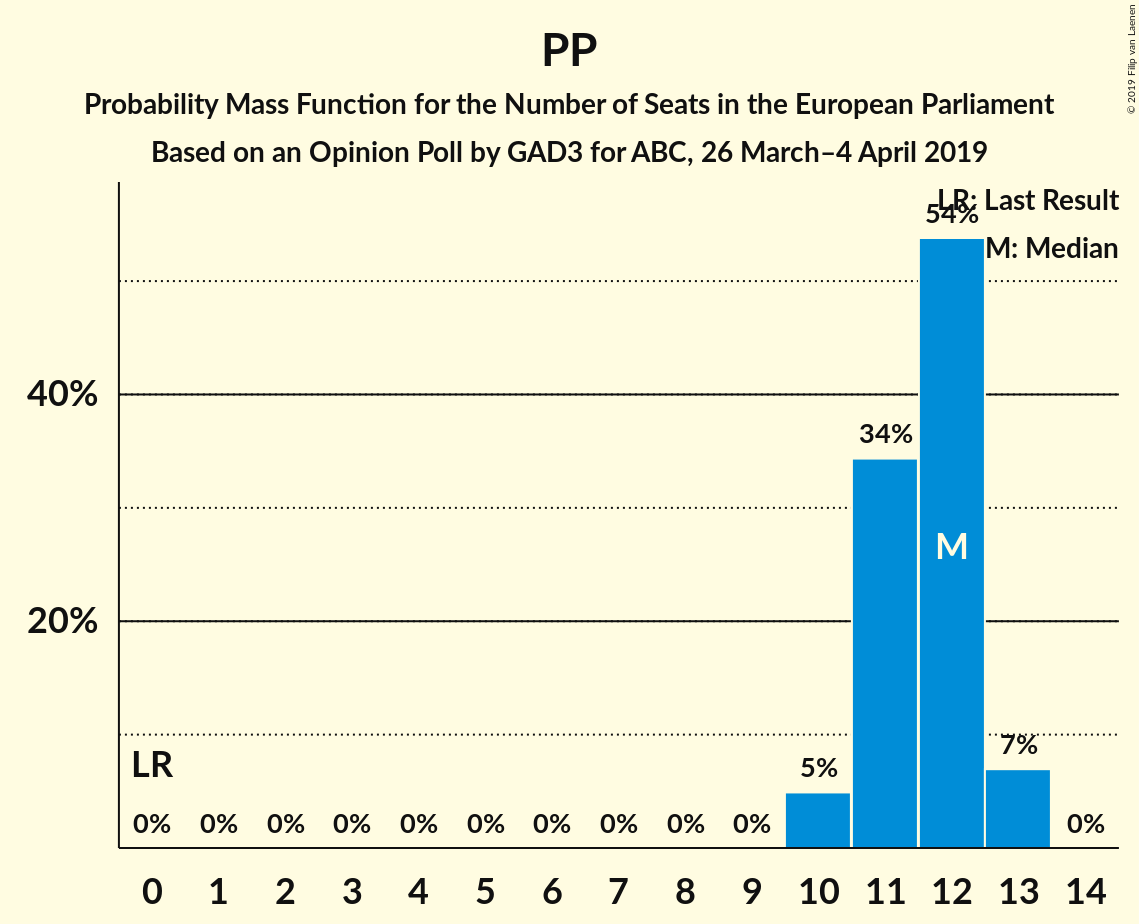 PP
Probability Mass Function for the Number of Seats in the European Parliament
Based on an Opinion Poll by GAD3 for ABC, 26 March–4 April 2019
© 2019 Filip van Laenen
LR: Last Result
M: Median
54%
40%
34%
M
20%
LR
7%
5%
0% 0% 0% 0% 0% 0% 0% 0% 0% 0% 0%
0 1 2 3 4 5 6 7 8 9 10 11 12 13 14